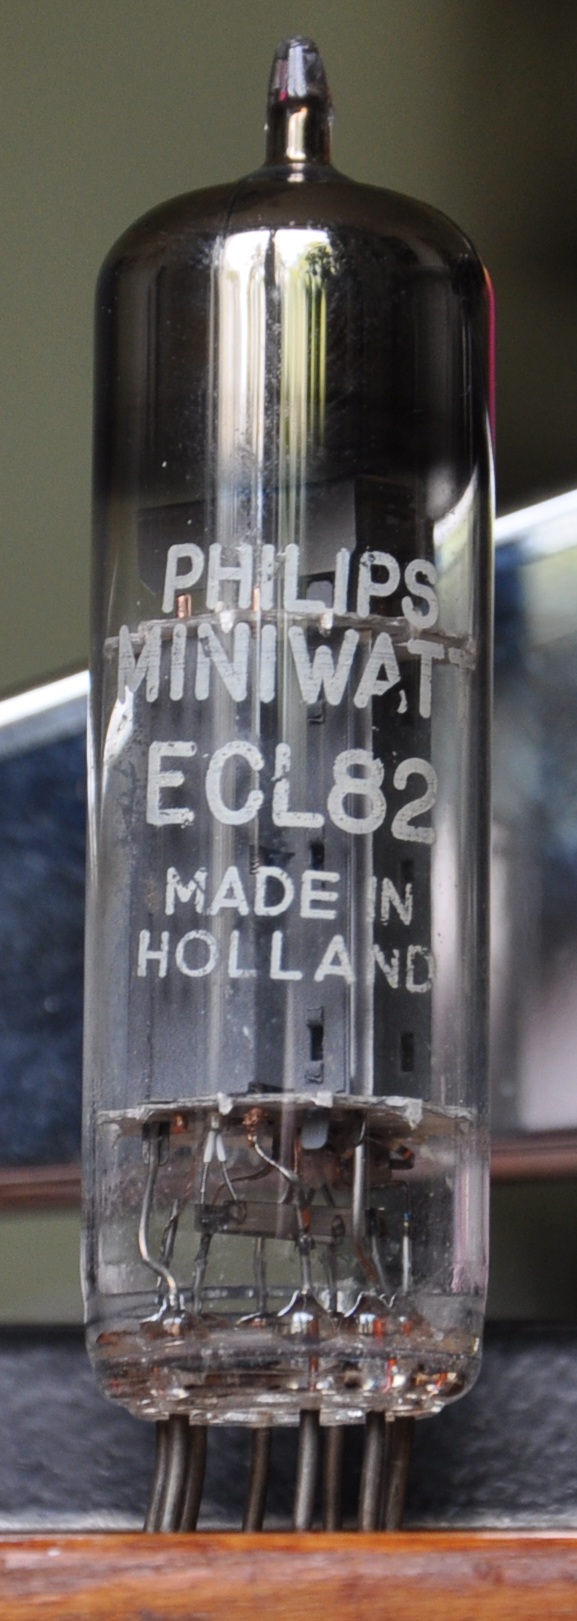 PHILIPS
MINIWATT
ECL82
MADE IN
HOLLAND